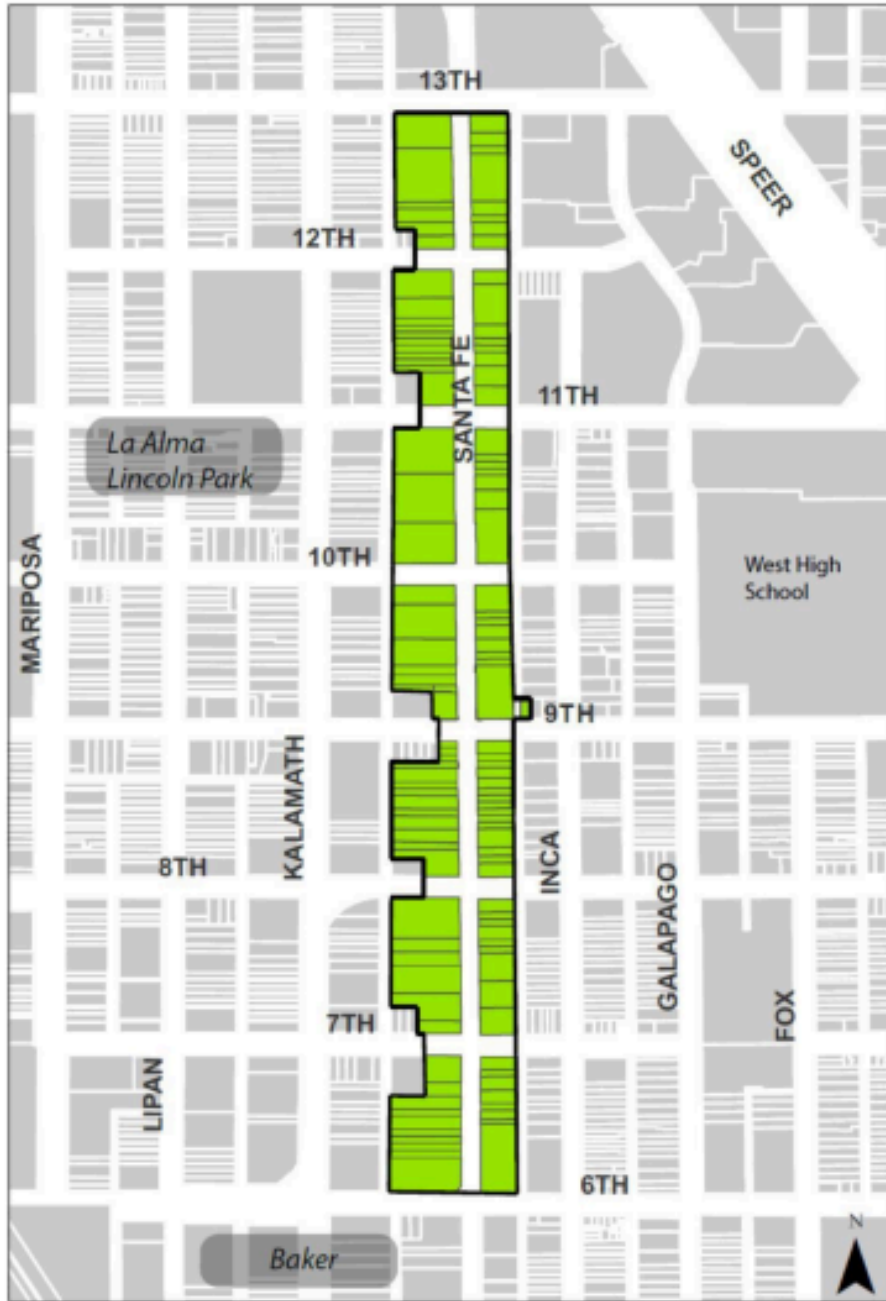 13TH
SPEER
12TH
SANTA FE
11TH
La Alma
Lincoln Park
10TH
West High
School
MARIPOSA
9TH
KALAMATH
INCA
8TH
GALAPAGO
7TH
FOX
LIPAN
6TH
N
Baker